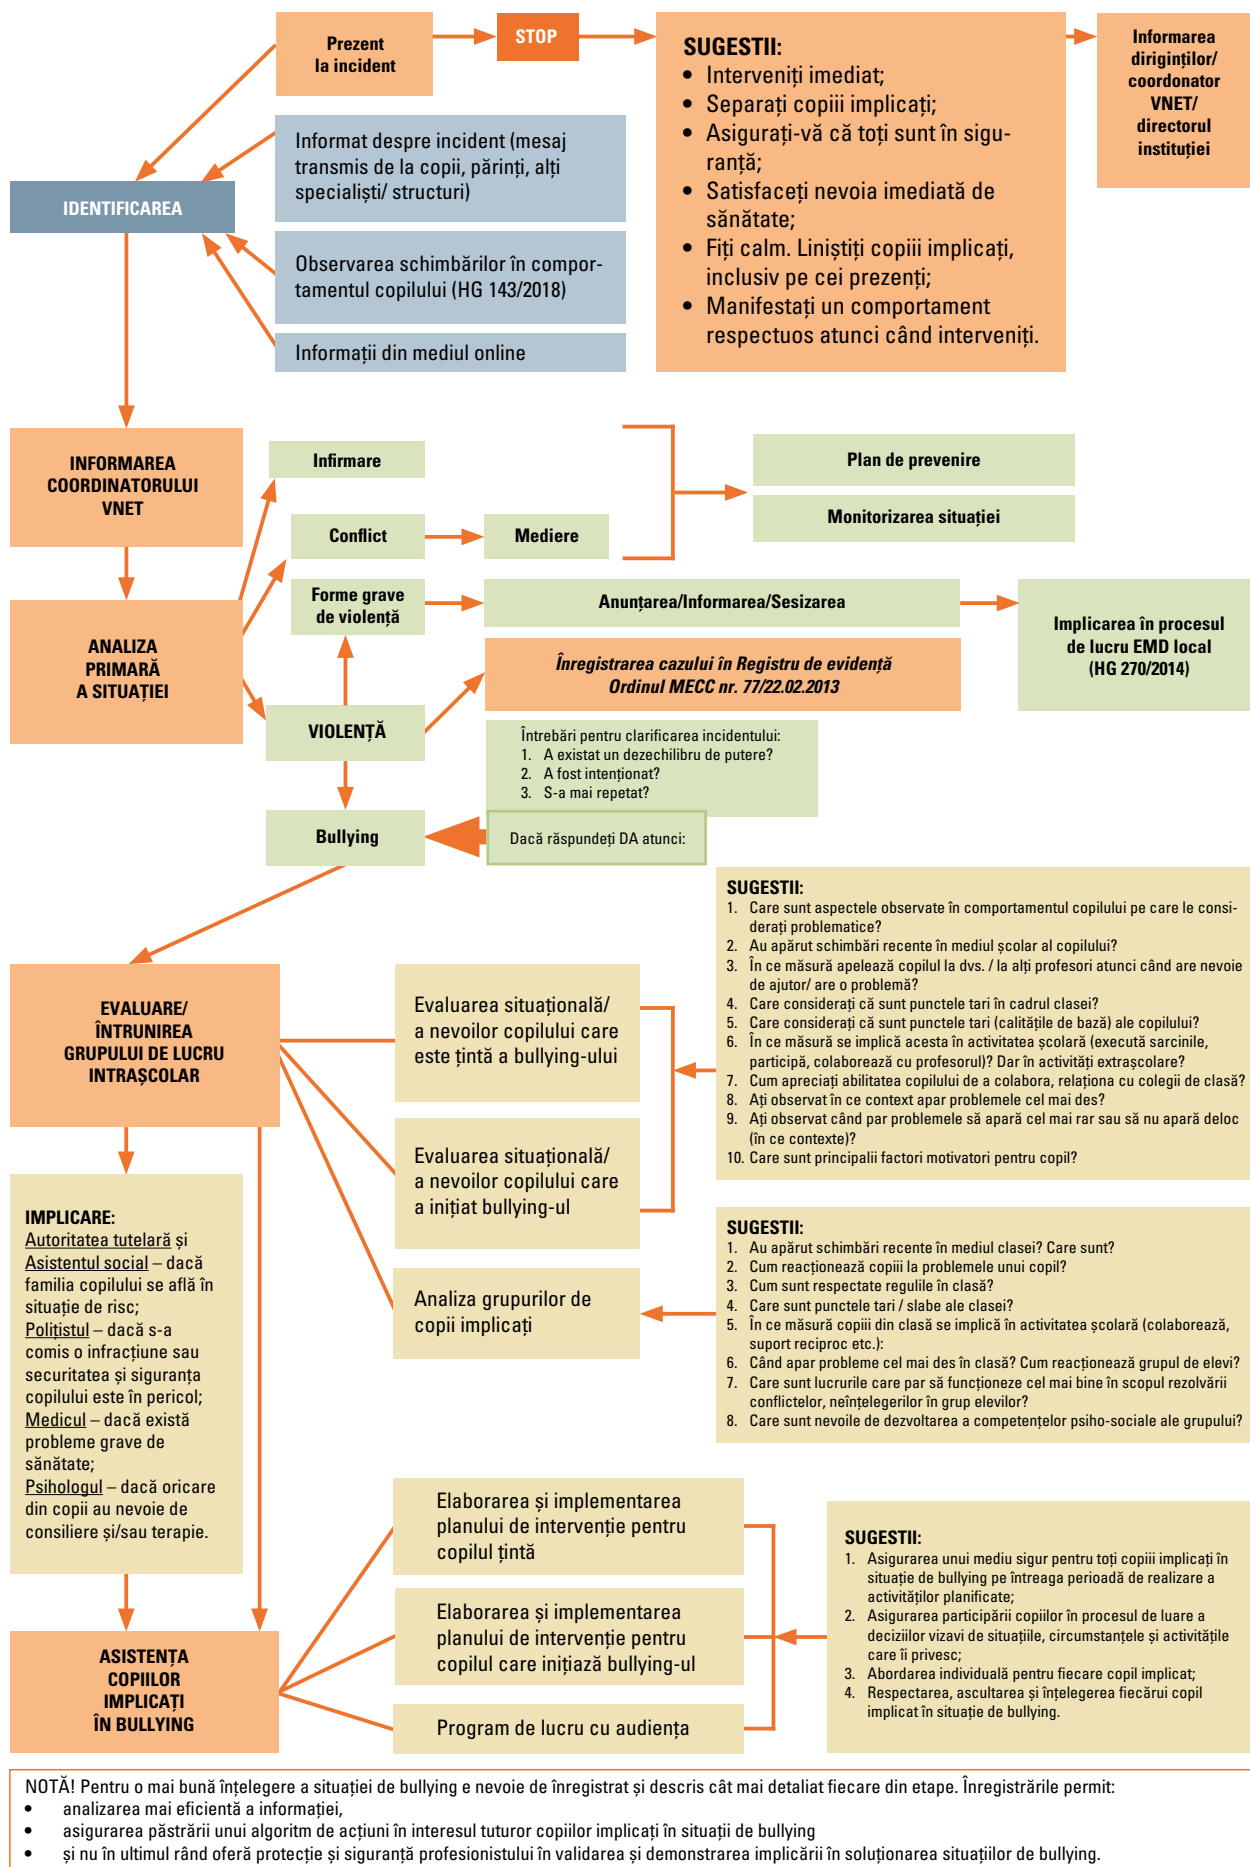 Prezent
la incident
STOP
SUGESTII:
• Interveniți imediat;
• Separați copiii implicați;
• Asigurați-vă că toți sunt în sigu-
ranță;
• Satisfaceți nevoia imediată de
sănătate;
• Fiți calm. Liniștiți copiii implicați,
inclusiv pe cei prezenți;
• Manifestați un comportament
respectuos atunci când interveniți.
Informarea
diriginților/
coordonator
VNET/
directorul
instituției
Informat despre incident (mesaj
transmis de la copii, părinți, alți
specialiști/ structuri)
IDENTIFICAREA
Observarea schimbărilor în compor-
tamentul copilului (HG 143/2018)
Informații din mediul online
INFORMAREA
COORDINATORULUI
VNET
Infirmare
Conflict
Mediere
Plan de prevenire
Monitorizarea situației
ANALIZA
PRIMARĂ
A SITUAȚIEI
Forme grave
de violență
Anunțarea/Informarea/Sesizarea
Implicarea în procesul
de lucru EMD local
(HG 270/2014)
Înregistrarea cazului în Registru de evidență
Ordinul MECC nr. 77/22.02.2013
VIOLENȚĂ
Întrebări pentru clarificarea incidentului:
1. A existat un dezechilibru de putere?
2. A fost intenționat?
3. S-a mai repetat?
Bullying
Dacă răspundeți DA atunci:
EVALUARE/
ÎNTRUNIREA
GRUPULUI DE LUCRU
INTRAȘCOLAR
Evaluarea situațională/
a nevoilor copilului care
este țintă a bullying-ului
Evaluarea situațională/
a nevoilor copilului care
a inițiat bullying-ul
Analiza grupurilor de
copii implicați
SUGESTII:
1. Care sunt aspectele observate în comportamentul copilului pe care le consi-
derați problematice?
2. Au apărut schimbări recente în mediul școlar al copilului?
3. În ce măsură apelează copilul la dvs. / la alți profesori atunci când are nevoie
de ajutor/ are o problemă?
4. Care considerați că sunt punctele tari în cadrul clasei?
5. Care considerați că sunt punctele tari (calitățile de bază) ale copilului?
6. În ce măsură se implică acesta în activitatea școlară (execută sarcinile,
participă, colaborează cu profesorul)? Dar în activități extrașcolare?
7. Cum apreciați abilitatea copilului de a colabora, relaționa cu colegii de clasă?
8. Ați observat în ce context apar problemele cel mai des?
9. Ați observat când par problemele să apară cel mai rar sau să nu apară deloc
(în ce contexte)?
10. Care sunt principalii factori motivatori pentru copil?
SUGESTII:
1. Au apărut schimbări recente în mediul clasei? Care sunt?
2. Cum reacționează copiii la problemele unui copil?
3. Cum sunt respectate regulile în clasă?
4. Care sunt punctele tari / slabe ale clasei?
5. În ce măsură copiii din clasă se implică în activitatea școlară (colaborează,
suport reciproc etc.):
6. Când apar probleme cel mai des în clasă? Cum reacționează grupul de elevi?
7. Care sunt lucrurile care par să funcționeze cel mai bine în scopul rezolvării
conflictelor, neînțelegerilor în grup elevilor?
8. Care sunt nevoile de dezvoltarea a competențelor psiho-sociale ale grupului?
IMPLICARE:
Autoritatea tutelară și
Asistentul social – dacă
familia copilului se află în
situație de risc;
Polițistul – dacă s-a
comis o infracțiune sau
securitatea și siguranța
copilului este în pericol;
Medicul – dacă există
probleme grave de
sănătate;
Psihologul – dacă oricare
din copii au nevoie de
consiliere și/sau terapie.
Elaborarea și implementarea
planului de intervenție pentru
copilul țintă
Elaborarea și implementarea
planului de intervenție pentru
copilul care inițiază bullying-ul
Program de lucru cu audiența
SUGESTII:
1. Asigurarea unui mediu sigur pentru toți copiii implicați în
situație de bullying pe întreaga perioadă de realizare a
activităților planificate;
2. Asigurarea participării copiilor în procesul de luare a
deciziilor vizavi de situațiile, circumstanțele și activitățile
care îi privesc;
3. Abordarea individuală pentru fiecare copil implicat;
4. Respectarea, ascultarea și înțelegerea fiecărui copil
implicat în situație de bullying.
ASISTENȚA
COPIILOR
IMPLICAȚI
ÎN BULLYING
NOTĂ! Pentru o mai bună înțelegere a situației de bullying e nevoie de înregistrat și descris cât mai detaliat fiecare din etape. Înregistrările permit:
• analizarea mai eficientă a informației,
• asigurarea păstrării unui algoritm de acțiuni în interesul tuturor copiilor implicați în situații de bullying
• și nu în ultimul rând oferă protecție și siguranță profesionistului în validarea și demonstrarea implicării în soluționarea situațiilor de bullying.